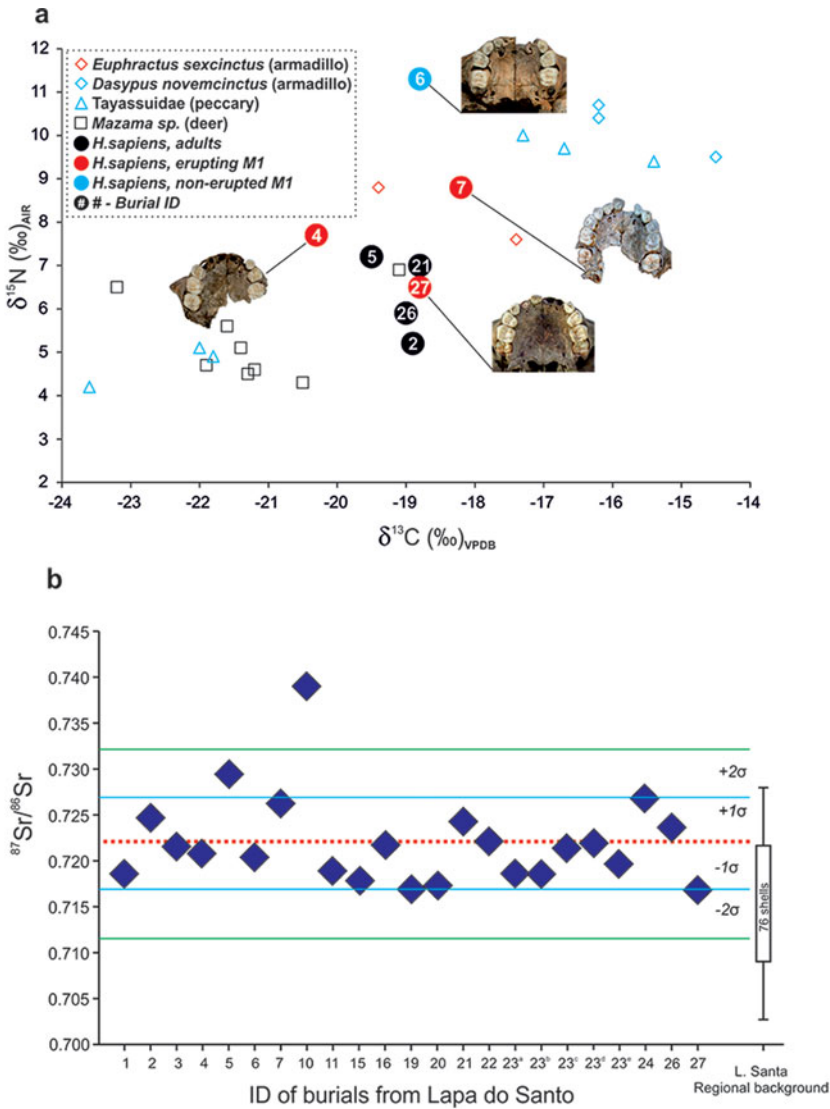 a
12
11
10
9
8
7
6
5
4
3
2
δ15N (‰)AIR
Euphractus sexcinctus (armadillo)
Dasypus novemcinctus (armadillo)
Tayassuidae (peccary)
Mazama sp. (deer)
H.sapiens, adults
H.sapiens, erupting M1
H.sapiens, non-erupted M1
# # - Burial ID
6
7
4
5
21
27
26
2
-24 -23 -22 -21 -20 -19 -18 -17 -16 -15 -14
δ13C (‰)VPDB
b
0.745
0.740
0.735
0.730
0.725
0.720
0.715
0.710
0.705
0.700
87Sr/86Sr
+2σ
+1σ
-1σ
-2σ
76 shells
1 2 3 4 5 6 7 10 11 15 16 19 20 21 22 23a 23b 23c 23d 23e 24 26 27
L. Santa
Regional background
ID of burials from Lapa do Santo